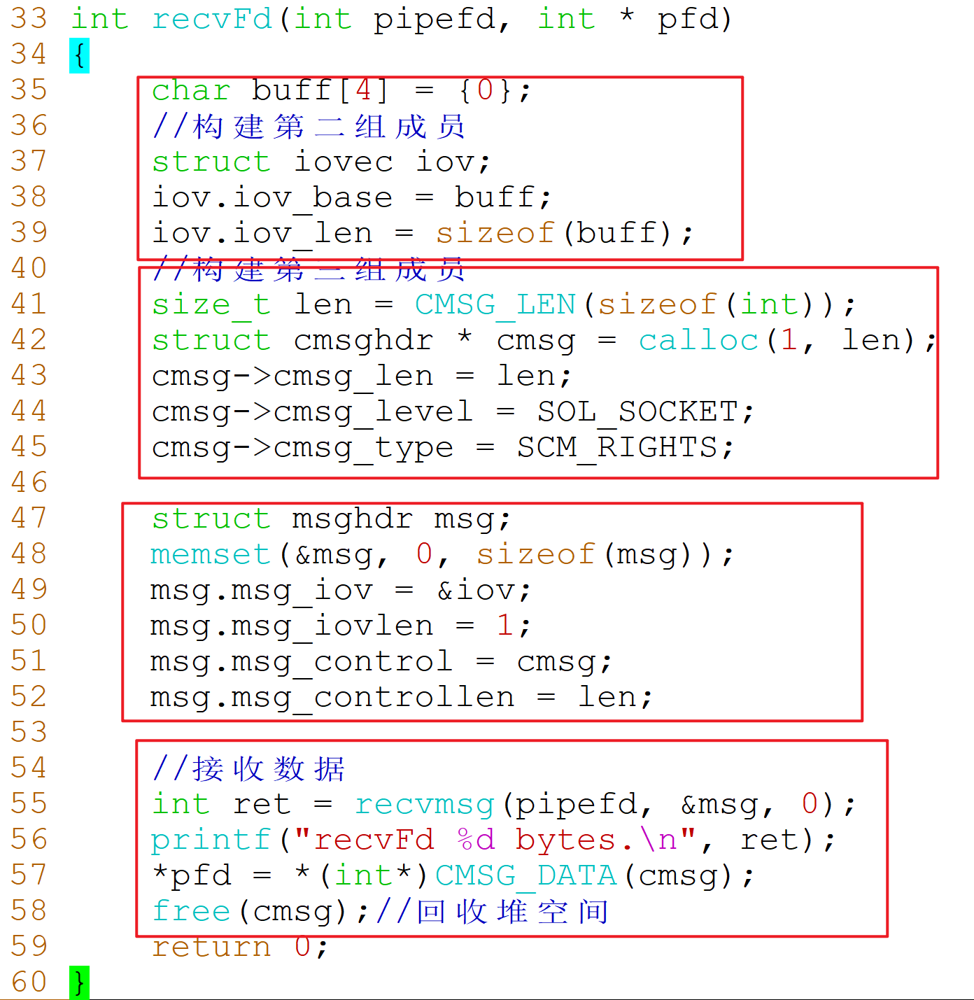 33 int recvFd(int pipefd, int * pfd)
34 {
35     char buff[4] = {0};
36     //构建第二组成员
37     struct iovec iov;
38     iov.iov_base = buff;
39     iov.iov_len = sizeof(buff);
40     //构建第三组成员
41     size_t len = CMSG_LEN(sizeof(int));
42     struct cmsghdr * cmsg = calloc(1, len);
43     cmsg->cmsg_len = len;
44     cmsg->cmsg_level = SOL_SOCKET;
45     cmsg->cmsg_type = SCM_RIGHTS;
46
47     struct msghdr msg;
48     memset(&msg, 0, sizeof(msg));
49     msg.msg_iov = &iov;
50     msg.msg_iovlen = 1;
51     msg.msg_control = cmsg;
52     msg.msg_controllen = len;
53
54     //接收数据
55     int ret = recvmsg(pipefd, &msg, 0);
56     printf("recvFd %d bytes.\n", ret);
57     *pfd = *(int*)CMSG_DATA(cmsg);
58     free(cmsg);//回收堆空间
59     return 0;
60 }